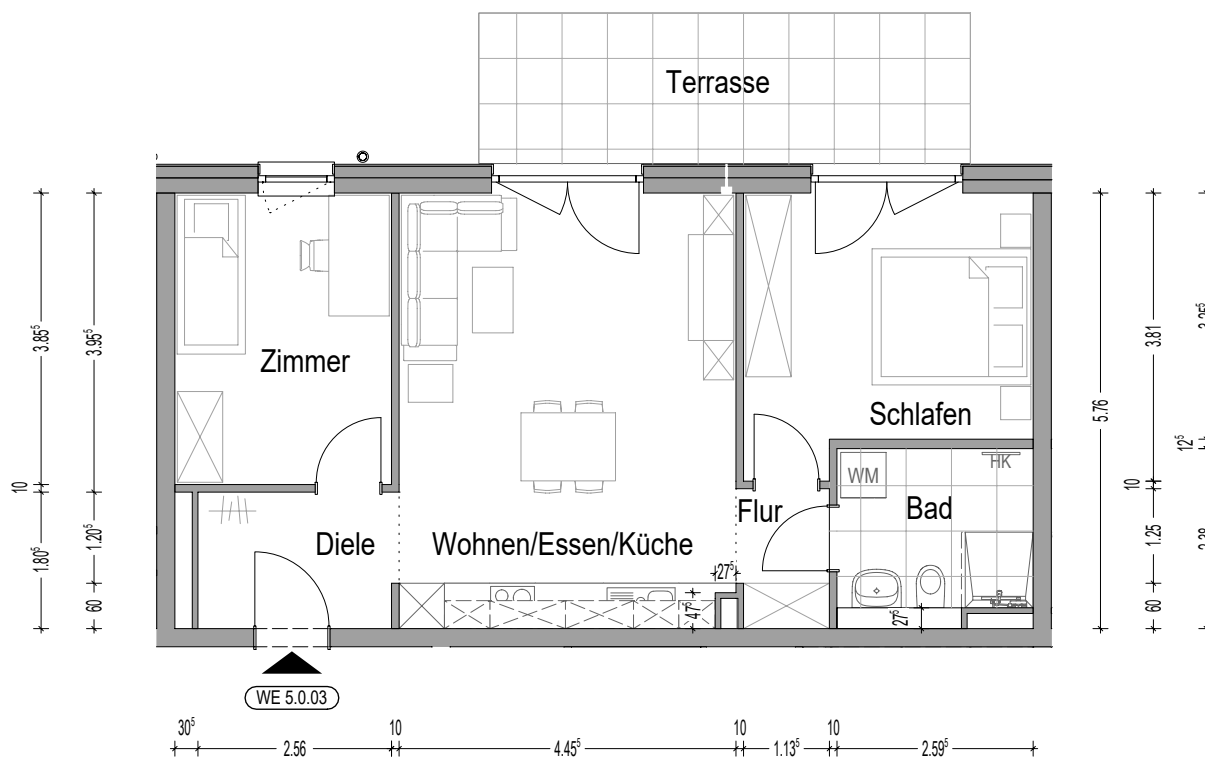 Terrasse
Zimmer
Schlafen
Diele
Wohnen/Essen/Küche
Flur
Bad
WM
HK
WE 5.0.03
3.85⁵
10
1.80⁵
3.95⁵
1.20⁵
60
27⁵
47⁵
27⁵
5.76
3.81
10
1.25
60
12⁵
30⁵
2.56
10
4.45⁵
10
1.13⁵
10
2.59⁵